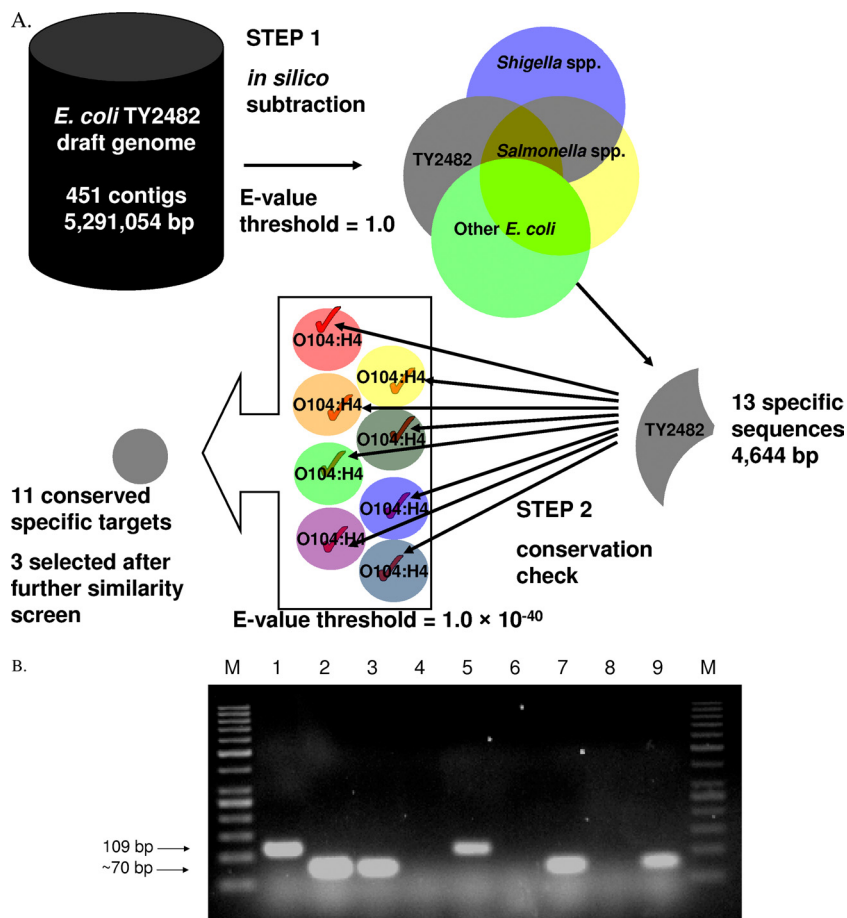 A.
STEP 1
in silico
subtraction
E. coli TY2482
draft genome
451 contigs
5,291,054 bp
E-value
threshold = 1.0
Shigella spp.
TY2482
Salmonella spp.
Other E. coli
O104:H4
O104:H4
O104:H4
O104:H4
O104:H4
O104:H4
O104:H4
O104:H4
TY2482
13 specific
sequences
4,644 bp
STEP 2
conservation
check
11 conserved
specific targets
3 selected after
further similarity
screen
E-value threshold = 1.0 × 10⁻⁴⁰
B.
M 1 2 3 4 5 6 7 8 9 M
109 bp
~70 bp